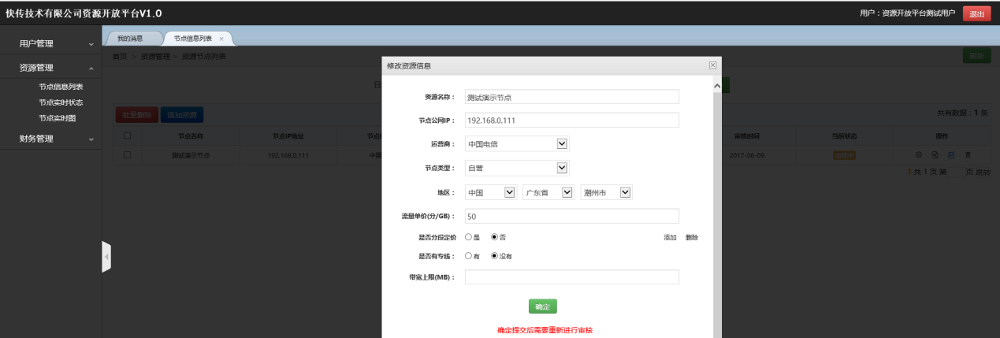 快传技术有限公司资源开放平台V1.0
用户：资源开放平台测试用户 退出
用户管理
资源管理
节点信息列表
节点实时状态
节点实时图
财务管理
我的消息 节点信息列表 ×
首页 > 资源管理 > 资源节点列表 刷新
批量删除 添加资源 共有数据：1 条
节点名称 节点IP地址 审核时间 当前状态 操作
测试演示节点 192.168.0.111 2017-06-09
1 共 1 页 第 页 跳转
修改资源信息
资源名称： 测试演示节点
节点公网IP： 192.168.0.111
运营商： 中国电信
节点类型： 自营
地区： 中国 广东省 潮州市
流量单价(分/GB)： 50
是否分段定价 是 否 添加 删除
是否有专线： 有 没有
带宽上限(MB)：
确定
确定提交后需要重新进行审核